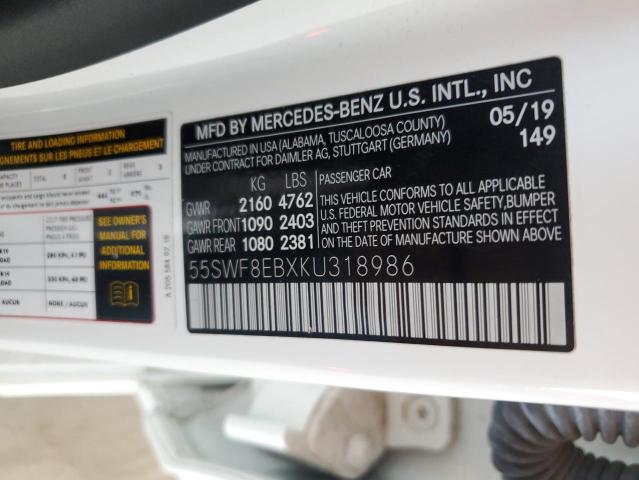 TIRE AND LOADING INFORMATION
SUR LES PNEUS ET LE CHARGEMENT
SEE OWNER'S
MANUAL FOR
ADDITIONAL
INFORMATION
A 205 584 97 18
MFD BY MERCEDES-BENZ U.S. INTL., INC
MANUFACTURED IN USA (ALABAMA, TUSCALOOSA COUNTY)
UNDER CONTRACT FOR DAIMLER AG, STUTTGART (GERMANY)
05/19
149
KG LBS
GVWR 2160 4762
GAWR FRONT 1090 2403
GAWR REAR 1080 2381
PASSENGER CAR
THIS VEHICLE CONFORMS TO ALL APPLICABLE
U.S. FEDERAL MOTOR VEHICLE SAFETY, BUMPER
AND THEFT PREVENTION STANDARDS IN EFFECT
ON THE DATE OF MANUFACTURE SHOWN ABOVE.
55SWF8EBXKU318986